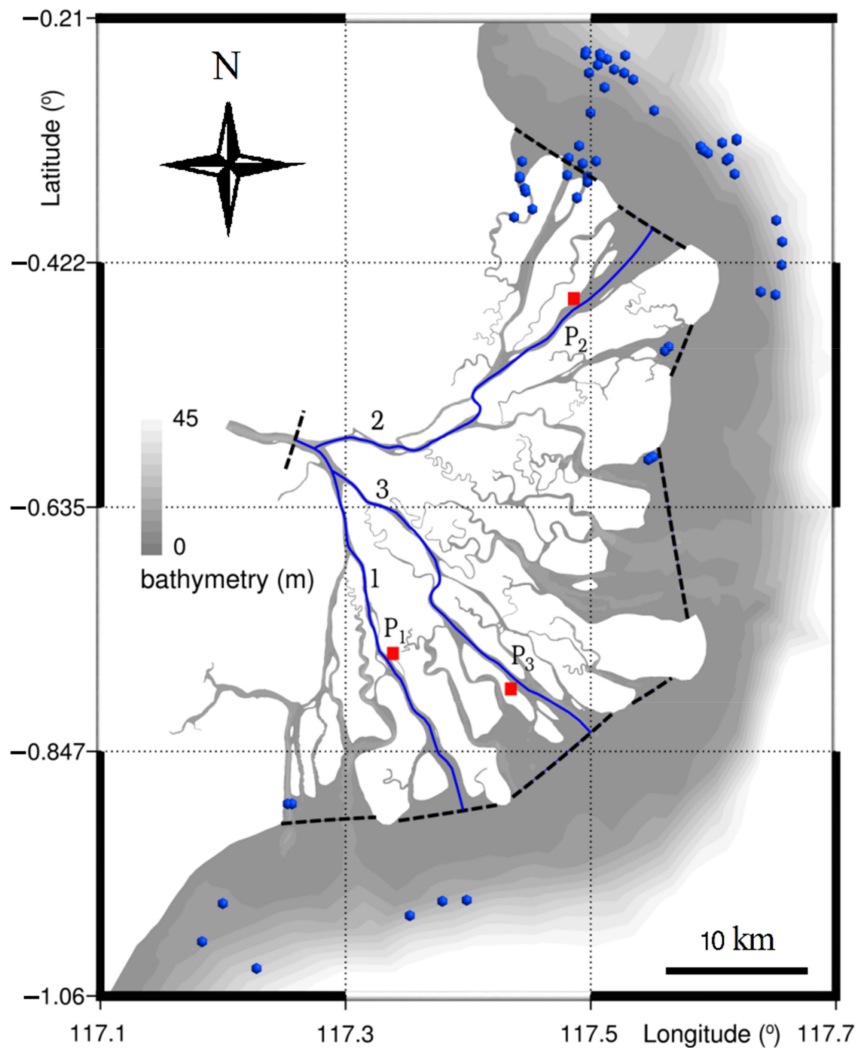 −0.21
N
Latitude (º)
−0.422
P2
45
2
3
−0.635
0
bathymetry (m)
1
P1
P3
−0.847
10 km
−1.06
117.1
117.3
117.5
Longitude (º)
117.7